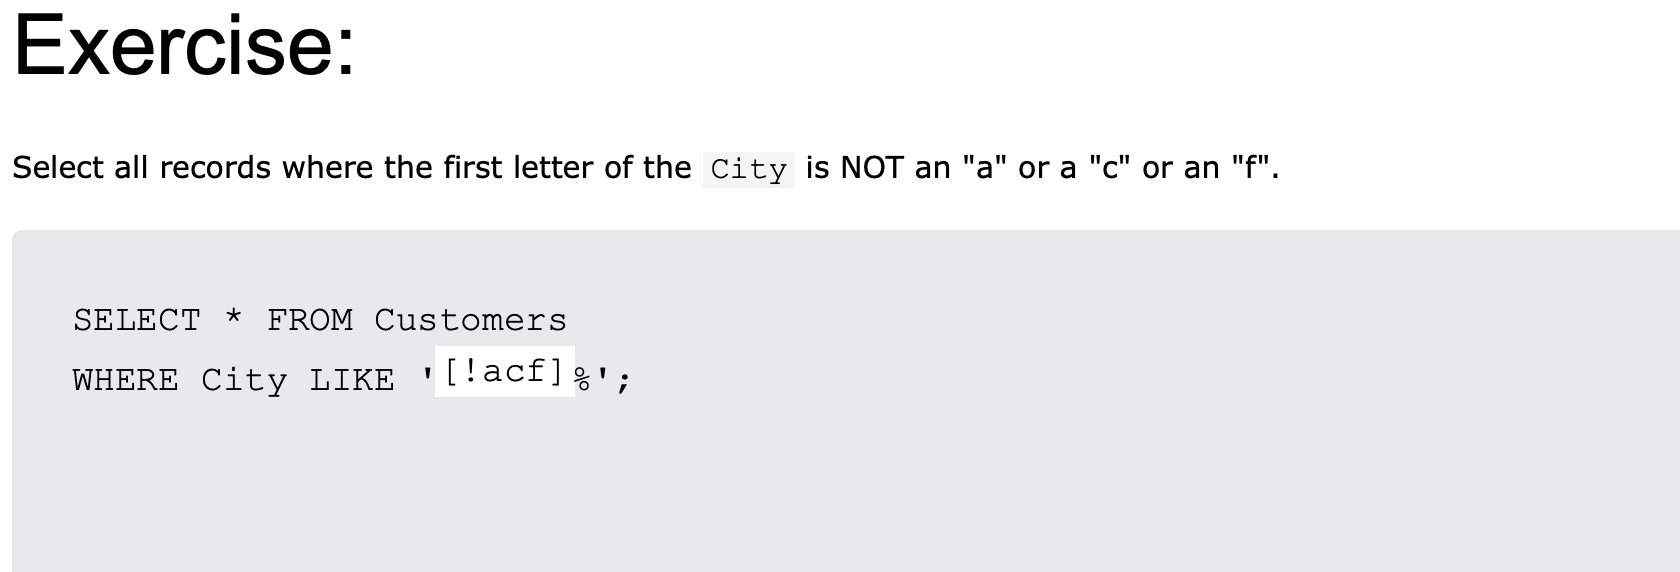 Exercise:
Select all records where the first letter of the City is NOT an "a" or a "c" or an "f".
SELECT * FROM Customers
WHERE City LIKE '[!acf]%';